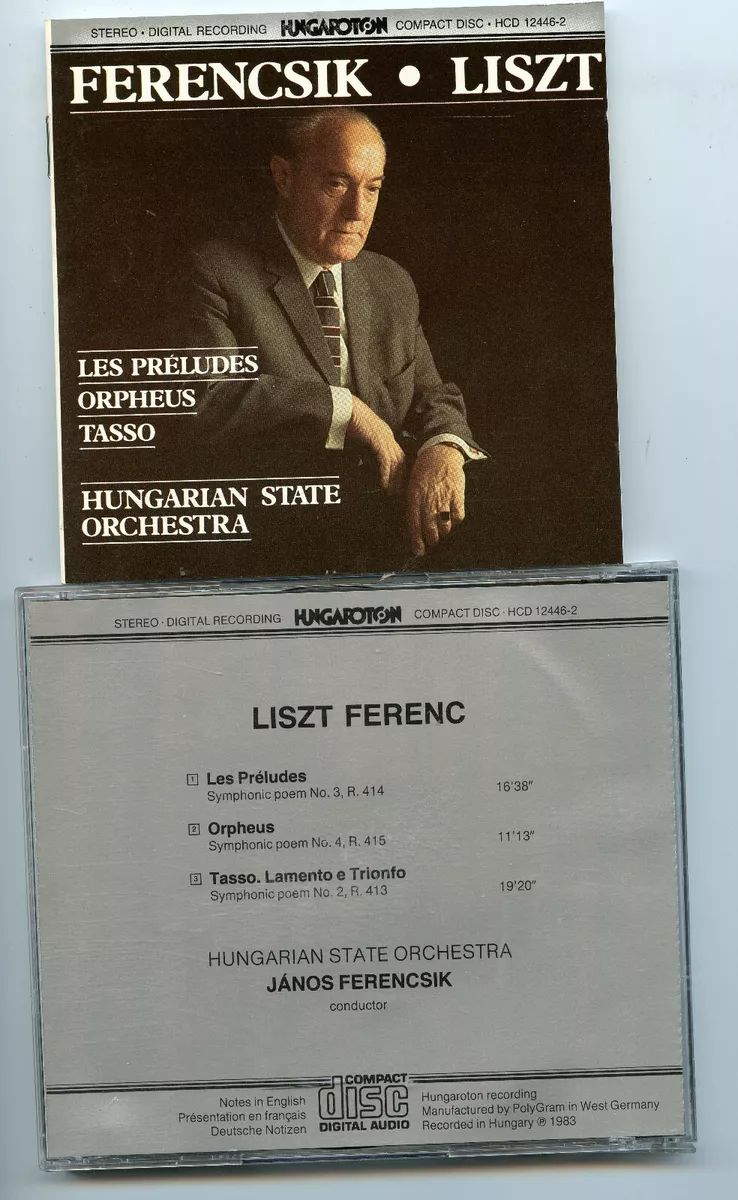 STEREO · DIGITAL RECORDING HUNGAROTON COMPACT DISC · HCD 12446-2
FERENCSIK • LISZT
LES PRÉLUDES
ORPHEUS
TASSO
HUNGARIAN STATE
ORCHESTRA
STEREO · DIGITAL RECORDING HUNGAROTON COMPACT DISC · HCD 12446-2
LISZT FERENC
1 Les Préludes
Symphonic poem No. 3, R. 414 16'38"
2 Orpheus
Symphonic poem No. 4, R. 415 11'13"
3 Tasso. Lamento e Trionfo
Symphonic poem No. 2, R. 413 19'20"
HUNGARIAN STATE ORCHESTRA
JÁNOS FERENCSIK
conductor
Notes in English
Présentation en français
Deutsche Notizen
COMPACT
disc
DIGITAL AUDIO
Hungaroton recording
Manufactured by PolyGram in West Germany
Recorded in Hungary ℗ 1983